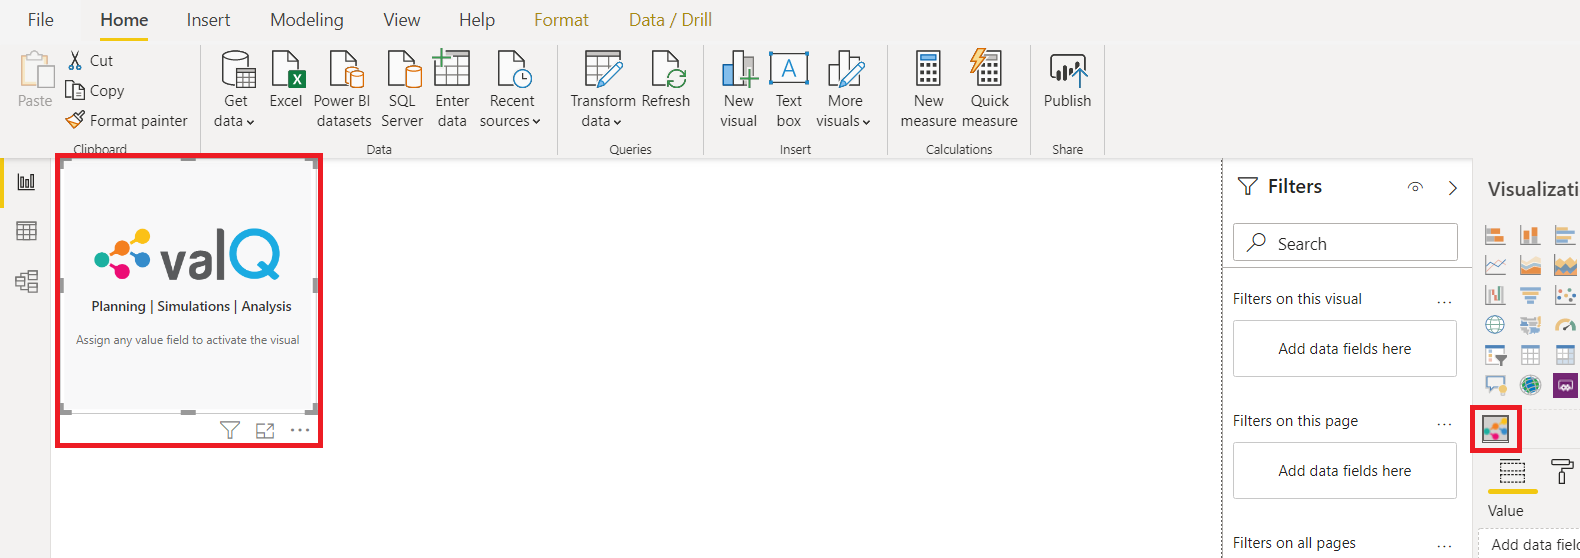 File Home Insert Modeling View Help Format Data / Drill
Paste
Cut
Copy
Format painter
Clipboard
Get data
Excel
Power BI datasets
SQL Server
Enter data
Recent sources
Data
Transform data
Refresh
Queries
New visual
Text box
A
More visuals
Insert
New measure
Quick measure
Calculations
Publish
Share
valQ
Planning | Simulations | Analysis
Assign any value field to activate the visual
Filters
Search
Filters on this visual
Add data fields here
Filters on this page
Add data fields here
Filters on all pages
Visualizati
Value
Add data fiel